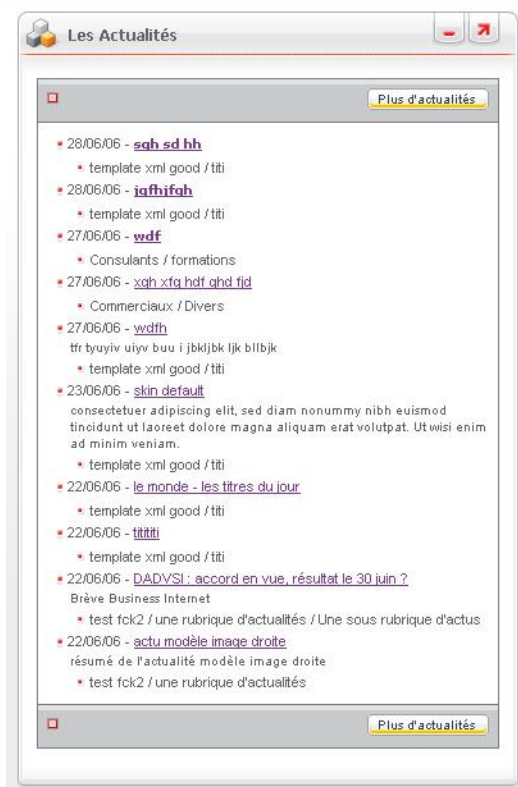 Les Actualités
Plus d'actualités
28/06/06 - sgh sd hh
template xml good / titi
28/06/06 - jgfhjfgh
template xml good / titi
27/06/06 - wdf
Consulants / formations
27/06/06 - xgh xfg hdf ghd fjd
Commerciaux / Divers
27/06/06 - wdfh
tfr tyuyiv uiyv buu i jbkljbk ljk bllbjk
template xml good / titi
23/06/06 - skin default
consectetuer adipiscing elit, sed diam nonummy nibh euismod
tincidunt ut laoreet dolore magna aliquam erat volutpat. Ut wisi enim
ad minim veniam.
template xml good / titi
22/06/06 - le monde - les titres du jour
template xml good / titi
22/06/06 - titititi
template xml good / titi
22/06/06 - DADVSI : accord en vue, résultat le 30 juin ?
Brève Business Internet
test fck2 / une rubrique d'actualités / Une sous rubrique d'actus
22/06/06 - actu modèle image droite
résumé de l'actualité modèle image droite
test fck2 / une rubrique d'actualités
Plus d'actualités